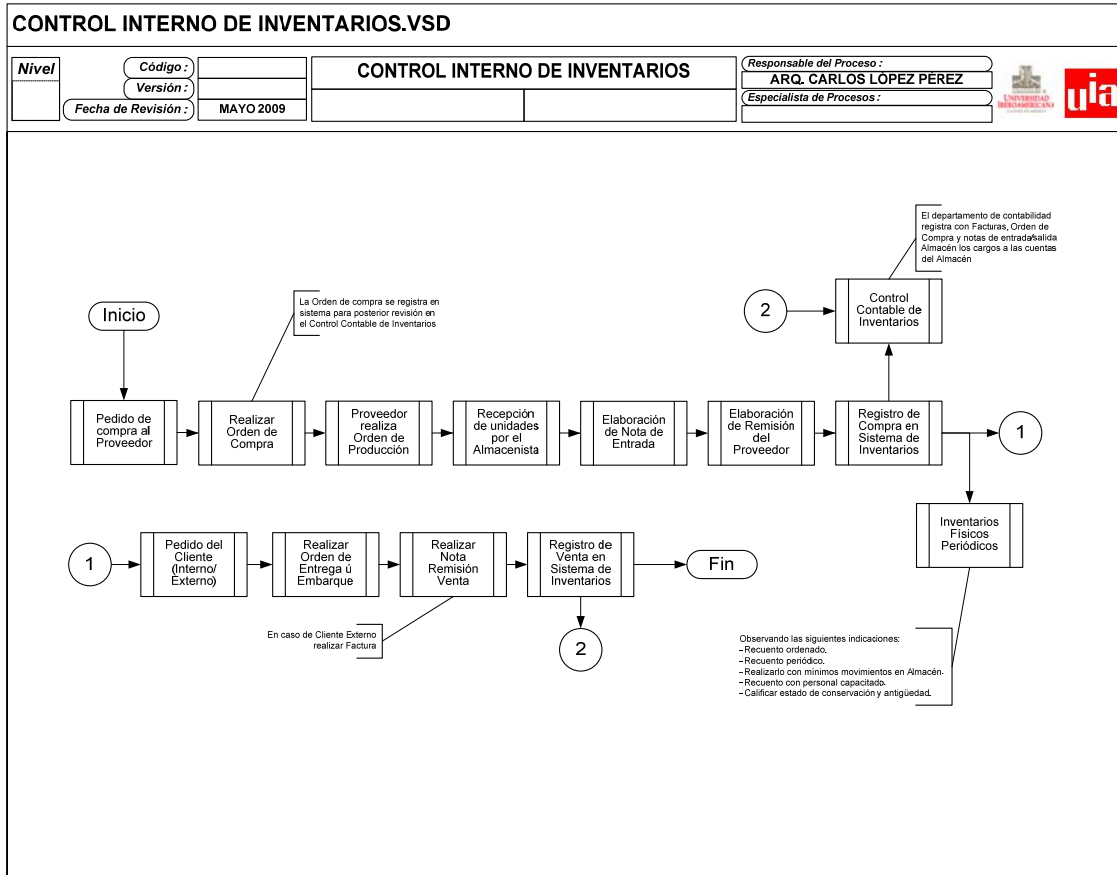 CONTROL INTERNO DE INVENTARIOS.VSD
Nivel
Código :
Versión :
Fecha de Revisión :
MAYO 2009
CONTROL INTERNO DE INVENTARIOS
Responsable del Proceso :
ARQ. CARLOS LÓPEZ PÉREZ
Especialista de Procesos :
UNIVERSIDAD
IBEROAMERICANA
uia
El departamento de contabilidad
registra con Facturas, Orden de
Compra y notas de entrada/salida
Almacén los cargos a las cuentas
del Almacén
La Orden de compra se registra en
sistema para posterior revisión en
el Control Contable de Inventarios
Inicio
2
Control
Contable de
Inventarios
Pedido de
compra al
Proveedor
Realizar
Orden de
Compra
Proveedor
realiza
Orden de
Producción
Recepción
de unidades
por el
Almacenista
Elaboración
de Nota de
Entrada
Elaboración
de Remisión
del
Proveedor
Registro de
Compra en
Sistema de
Inventarios
1
Inventarios
Físicos
Periódicos
1
Pedido del
Cliente
(Interno/
Externo)
Realizar
Orden de
Entrega ú
Embarque
Realizar
Nota
Remisión
Venta
Registro de
Venta en
Sistema de
Inventarios
Fin
2
En caso de Cliente Externo
realizar Factura
Observando las siguientes indicaciones:
- Recuento ordenado.
- Recuento periódico.
- Realizarlo con mínimos movimientos en Almacén.
- Recuento con personal capacitado.
- Calificar estado de conservación y antigüedad.